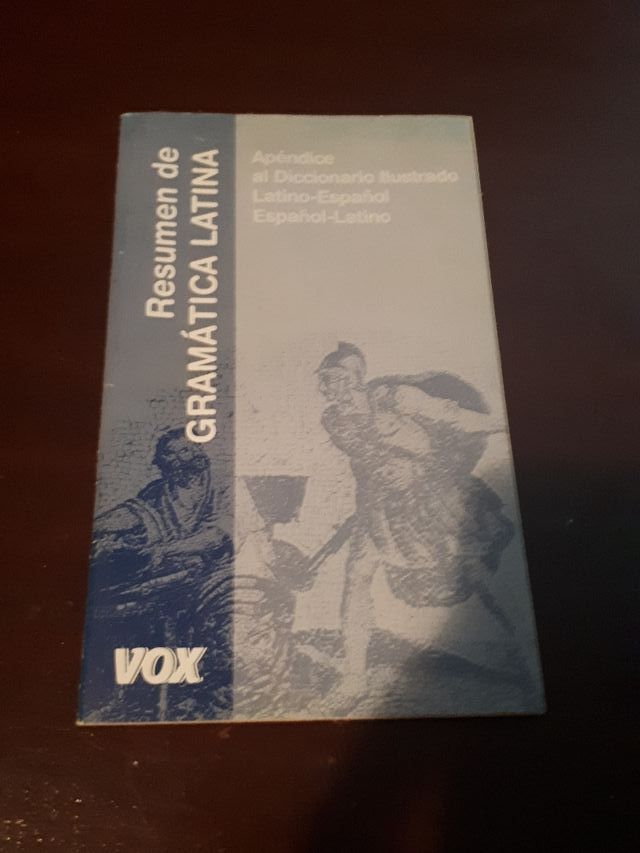 Resumen de
GRAMÁTICA LATINA
Apéndice
al Diccionario Ilustrado
Latino-Español
Español-Latino
VOX